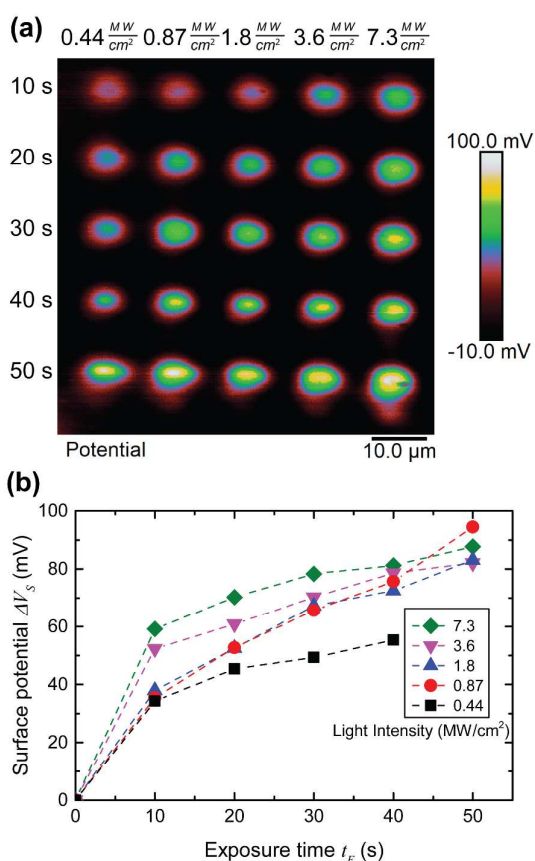 (a)
0.44 MW/cm² 0.87 MW/cm² 1.8 MW/cm² 3.6 MW/cm² 7.3 MW/cm²
10 s
20 s
30 s
40 s
50 s
100.0 mV
-10.0 mV
Potential
10.0 µm
(b)
Surface potential ΔV_S (mV)
100
80
60
40
20
0
7.3
3.6
1.8
0.87
0.44
Light Intensity (MW/cm²)
0 10 20 30 40 50
Exposure time t_E (s)